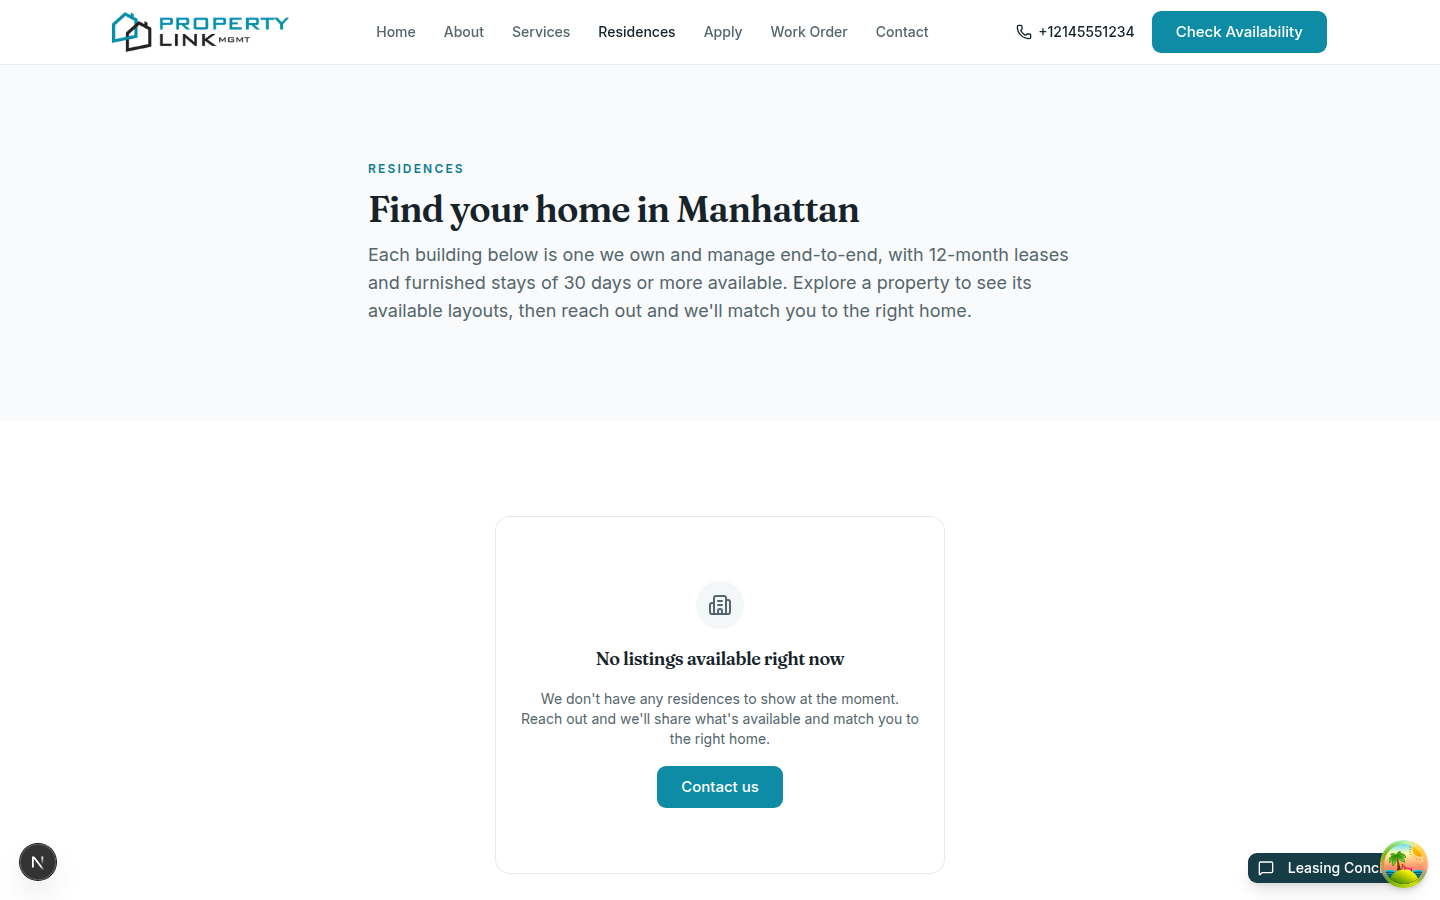 PROPERTY
LINK MGMT
Home About Services Residences Apply Work Order Contact +12145551234 Check Availability
RESIDENCES
Find your home in Manhattan
Each building below is one we own and manage end-to-end, with 12-month leases
and furnished stays of 30 days or more available. Explore a property to see its
available layouts, then reach out and we'll match you to the right home.
No listings available right now
We don't have any residences to show at the moment.
Reach out and we'll share what's available and match you to
the right home.
Contact us
N
Leasing